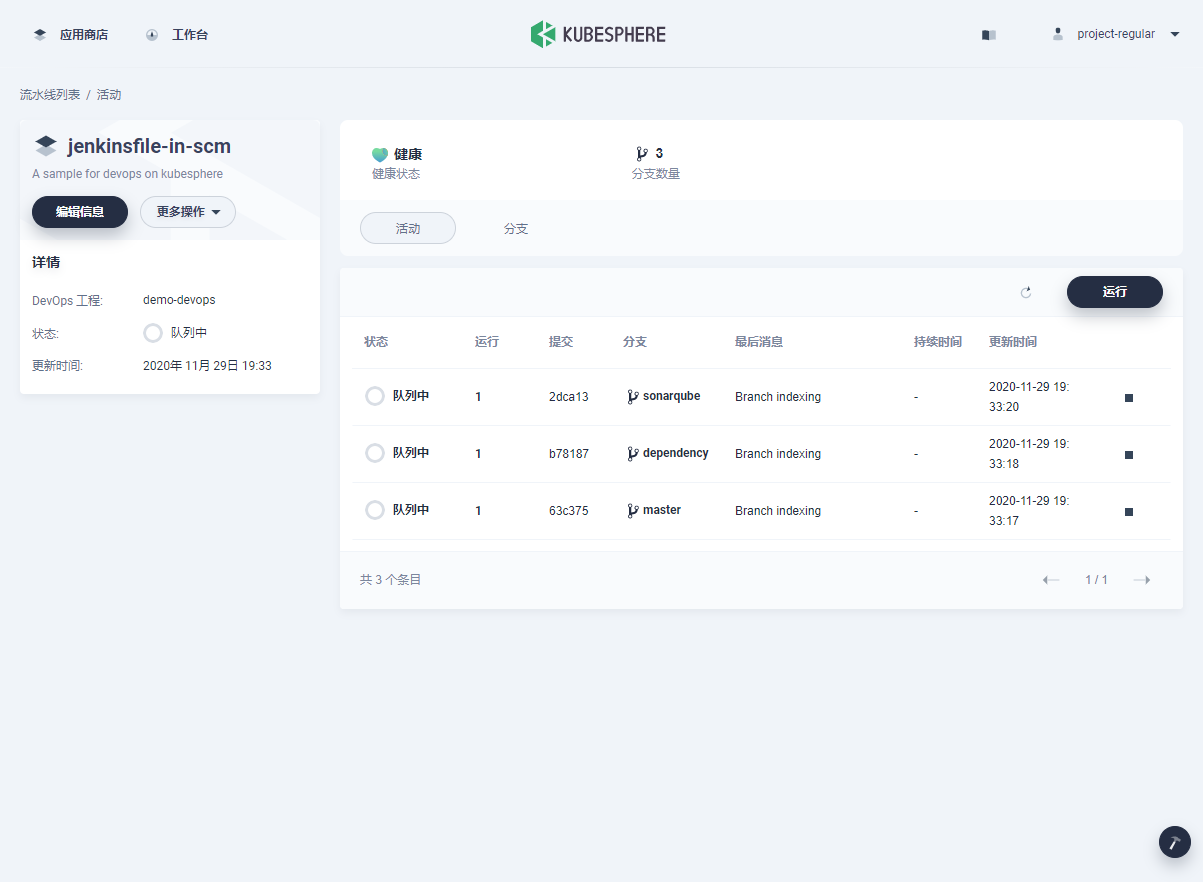 应用商店
工作台
KUBESPHERE
project-regular
流水线列表 / 活动
jenkinsfile-in-scm
A sample for devops on kubesphere
编辑信息
更多操作
详情
DevOps 工程:
demo-devops
状态:
队列中
更新时间:
2020年 11月 29日 19:33
健康
健康状态
3
分支数量
活动
分支
运行
状态 运行 提交 分支 最后消息 持续时间 更新时间
队列中 1 2dca13 sonarqube Branch indexing - 2020-11-29 19:
33:20
队列中 1 b78187 dependency Branch indexing - 2020-11-29 19:
33:18
队列中 1 63c375 master Branch indexing - 2020-11-29 19:
33:17
共 3 个条目
1 / 1